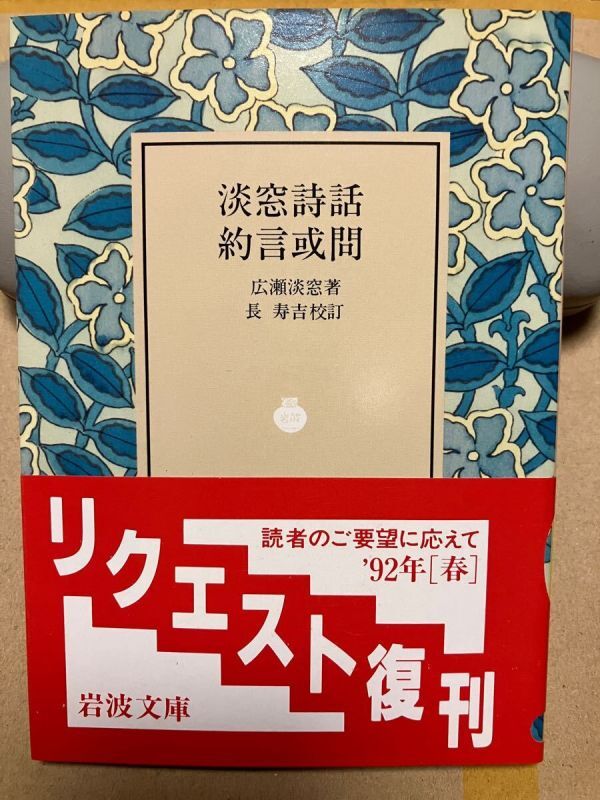 淡窓詩話
約言或問
広瀬淡窓著
長 寿吉校訂
岩波
読者のご要望に応えて
'92年[春]
リクエスト復刊
岩波文庫